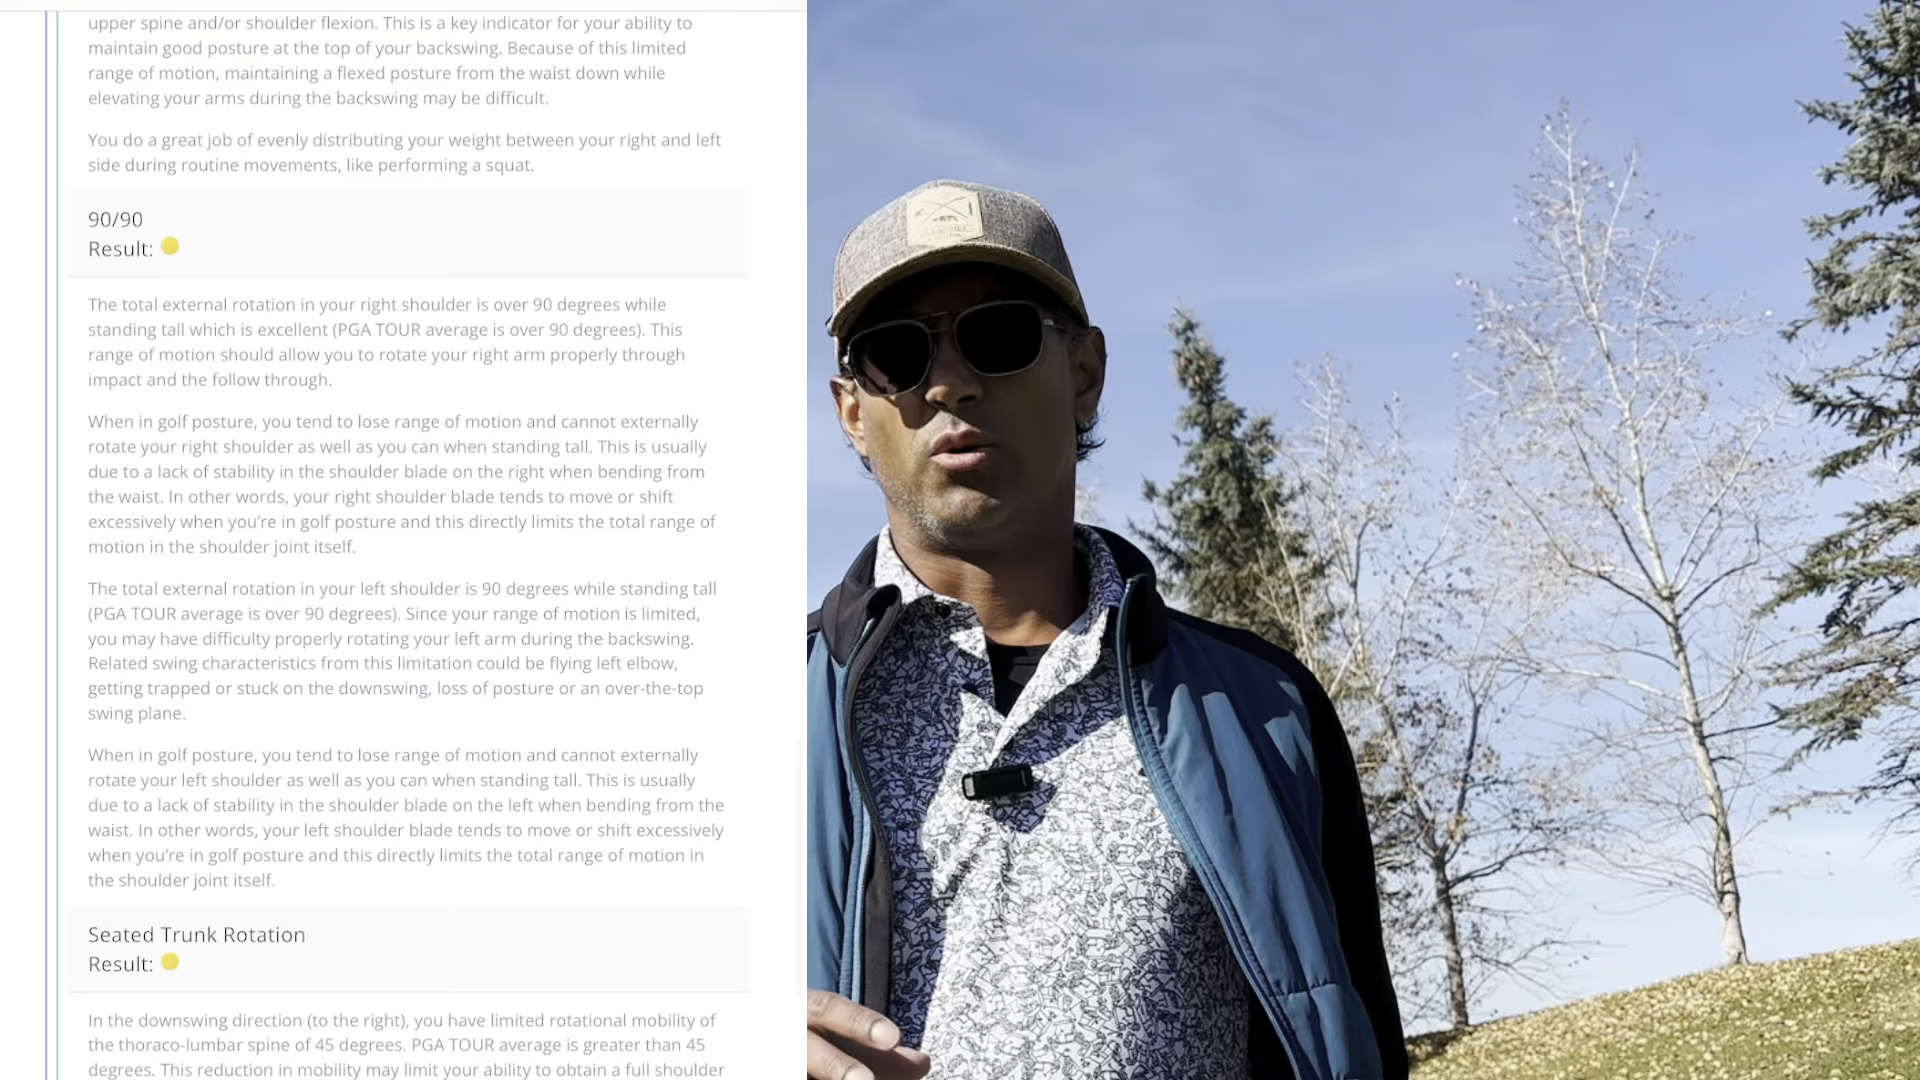 upper spine and/or shoulder flexion. This is a key indicator for your ability to
maintain good posture at the top of your backswing. Because of this limited
range of motion, maintaining a flexed posture from the waist down while
elevating your arms during the backswing may be difficult.
You do a great job of evenly distributing your weight between your right and left
side during routine movements, like performing a squat.
90/90
Result:
The total external rotation in your right shoulder is over 90 degrees while
standing tall which is excellent (PGA TOUR average is over 90 degrees). This
range of motion should allow you to rotate your right arm properly through
impact and the follow through.
When in golf posture, you tend to lose range of motion and cannot externally
rotate your right shoulder as well as you can when standing tall. This is usually
due to a lack of stability in the shoulder blade on the right when bending from
the waist. In other words, your right shoulder blade tends to move or shift
excessively when you're in golf posture and this directly limits the total range of
motion in the shoulder joint itself.
The total external rotation in your left shoulder is 90 degrees while standing tall
(PGA TOUR average is over 90 degrees). Since your range of motion is limited,
you may have difficulty properly rotating your left arm during the backswing.
Related swing characteristics from this limitation could be flying left elbow,
getting trapped or stuck on the downswing, loss of posture or an over-the-top
swing plane.
When in golf posture, you tend to lose range of motion and cannot externally
rotate your left shoulder as well as you can when standing tall. This is usually
due to a lack of stability in the shoulder blade on the left when bending from the
waist. In other words, your left shoulder blade tends to move or shift excessively
when you're in golf posture and this directly limits the total range of motion in
the shoulder joint itself.
Seated Trunk Rotation
Result:
In the downswing direction (to the right), you have limited rotational mobility of
the thoraco-lumbar spine of 45 degrees. PGA TOUR average is greater than 45
degrees. This reduction in mobility may limit your ability to obtain a full shoulder